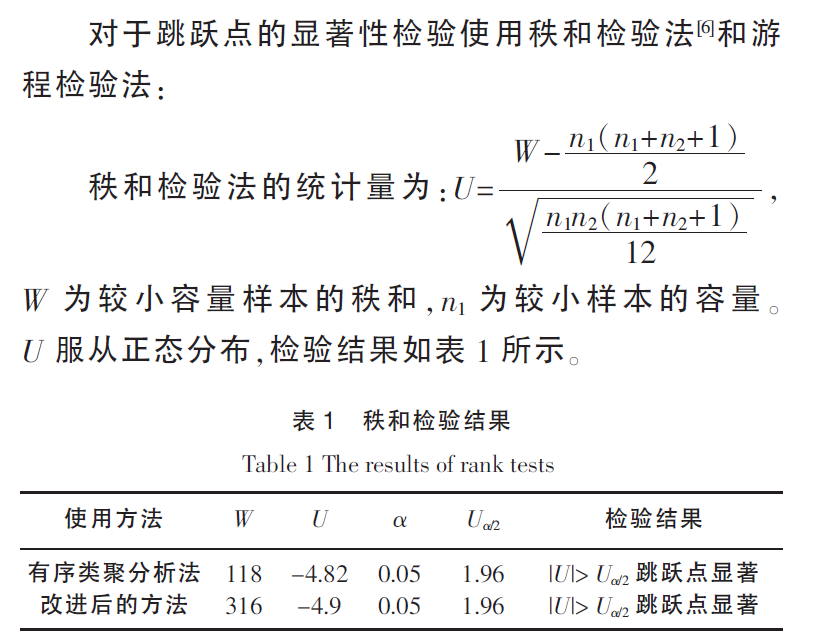 对于跳跃点的显著性检验使用秩和检验法[6]和游
程检验法：
秩和检验法的统计量为：U=\frac{W-\frac{n_1(n_1+n_2+1)}{2}}{\sqrt{\frac{n_1n_2(n_1+n_2+1)}{12}}}，
W 为较小容量样本的秩和，n_1 为较小样本的容量。
U 服从正态分布，检验结果如表 1 所示。
表 1 秩和检验结果
Table 1 The results of rank tests
使用方法 W U α U_{α/2} 检验结果
有序类聚分析法 118 -4.82 0.05 1.96 |U|> U_{α/2} 跳跃点显著
改进后的方法 316 -4.9 0.05 1.96 |U|> U_{α/2} 跳跃点显著